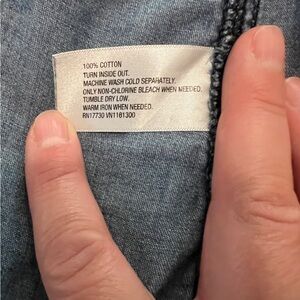 100% COTTON
TURN INSIDE OUT.
MACHINE WASH COLD SEPARATELY.
ONLY NON-CHLORINE BLEACH WHEN NEEDED.
TUMBLE DRY LOW.
WARM IRON WHEN NEEDED.
RN17730 VN1181300